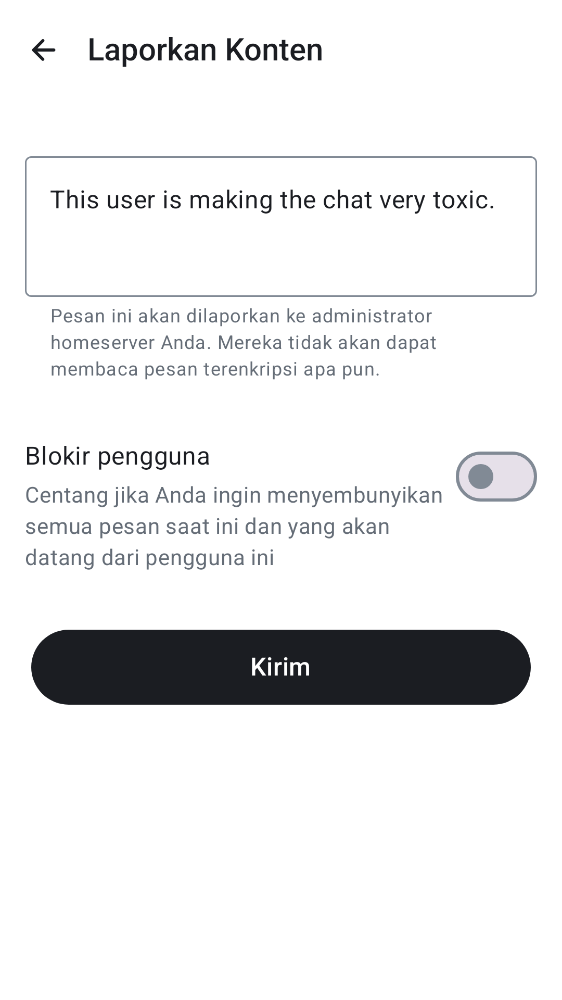 Laporkan Konten
This user is making the chat very toxic.
Pesan ini akan dilaporkan ke administrator
homeserver Anda. Mereka tidak akan dapat
membaca pesan terenkripsi apa pun.
Blokir pengguna
Centang jika Anda ingin menyembunyikan
semua pesan saat ini dan yang akan
datang dari pengguna ini
Kirim